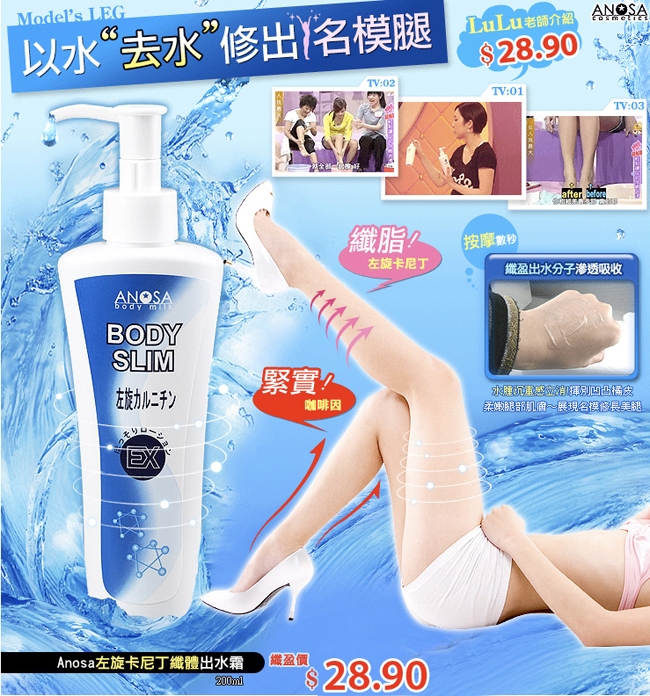 Model's LEG
以水“去水”修出名模腿
LuLu老師介紹
$28.90
ANOSA
cosmetics
TV:02
TV:01
TV:03
after before
纖脂!
左旋卡尼丁
按摩數秒
纖盈出水分子滲透吸收
水腫沉重感立消 揮別凹凸橘皮
柔嫩腿部肌膚～展現名模修長美腿
緊實!
咖啡因
ANOSA
body milk
BODY
SLIM
左旋カルニチン
EX
Anosa左旋卡尼丁纖體出水霜
200ml
纖盈價
$28.90